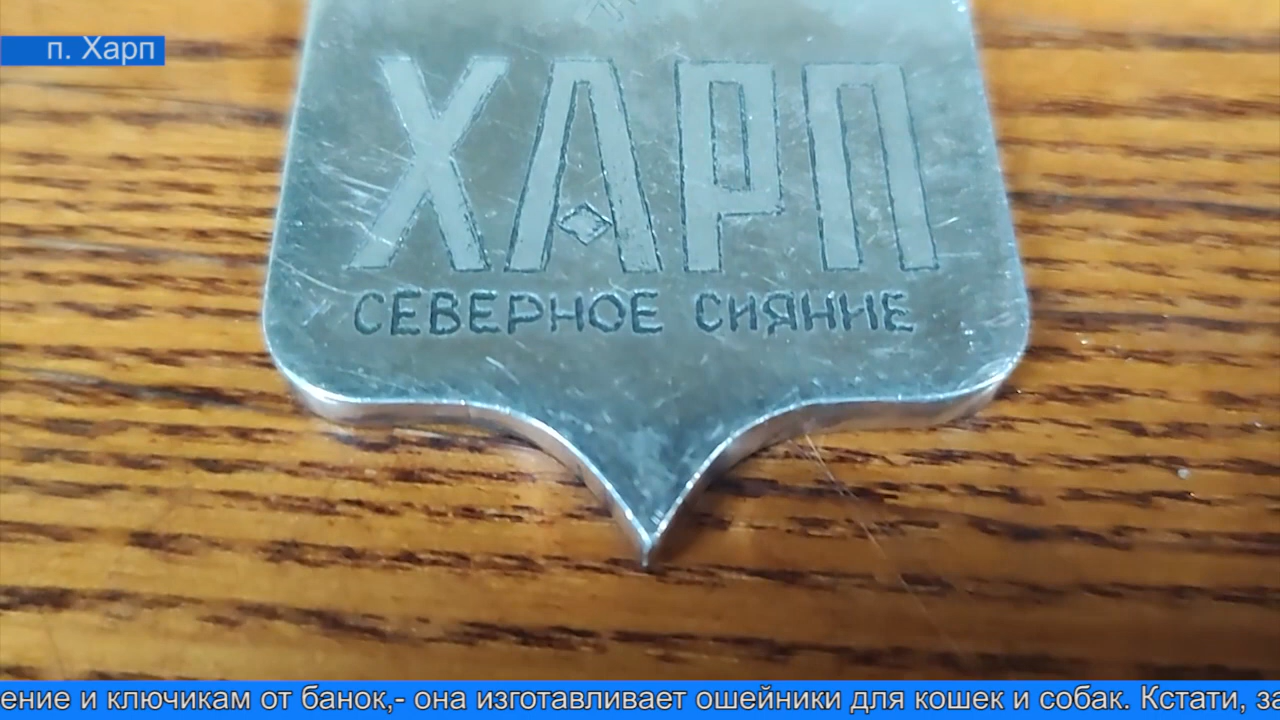 п. Харп
ХАРП
СЕВЕРНОЕ СИЯНИЕ
ение и ключикам от банок,- она изготавливает ошейники для кошек и собак. Кстати, за